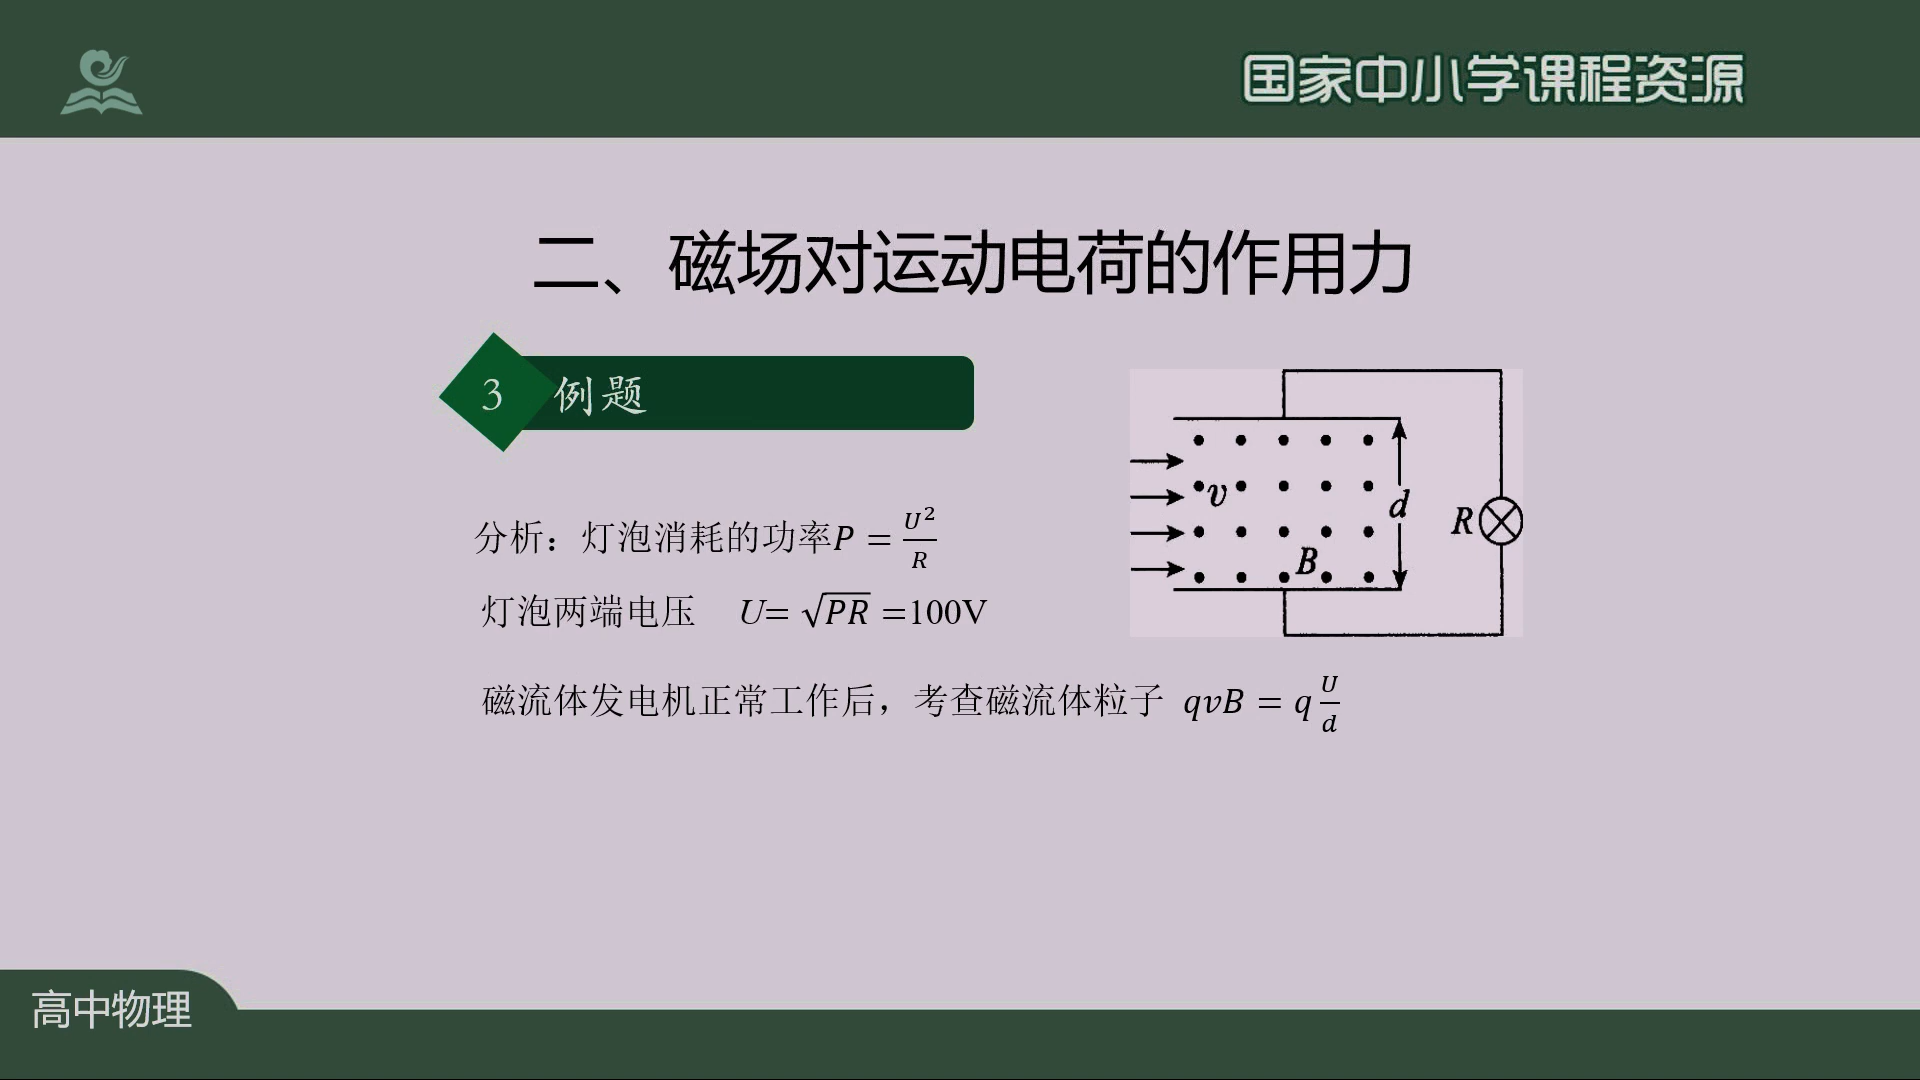 国家中小学课程资源
二、磁场对运动电荷的作用力
3 例题
分析：灯泡消耗的功率P = U²/R
灯泡两端电压 U= √PR =100V
磁流体发电机正常工作后，考查磁流体粒子 qvB = q U/d
v
d
R
B
高中物理